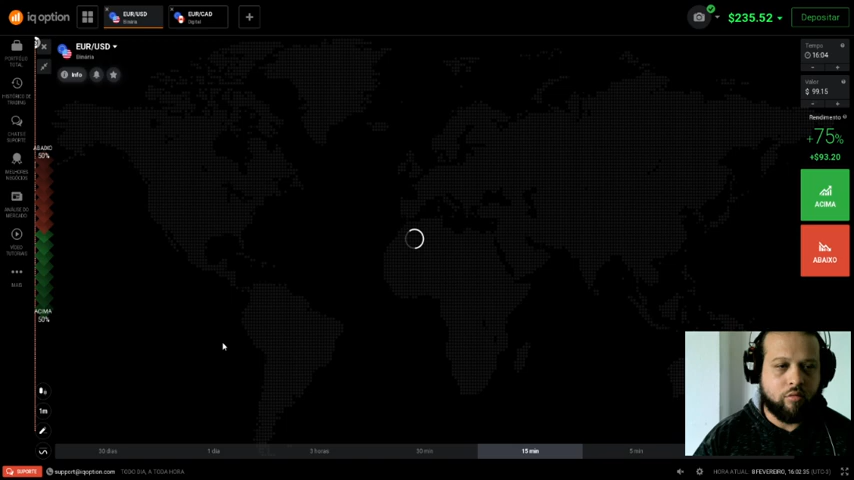 iq option
EUR/USD
Binária
EUR/CAD
Digital
$235.52
Depositar
EUR/USD
Binária
Info
PORTFÓLIO
TOTAL
HISTÓRICO DE
TRADING
CHATS E
SUPORTE
MELHORES
NEGÓCIOS
ANÁLISE DO
MERCADO
VÍDEO
TUTORIAIS
MAIS
ABAIXO
50%
ACIMA
50%
1m
Tempo
16:04
Valor
$ 99.15
Rendimento
+75%
+$93.20
ACIMA
ABAIXO
30 dias
1 dia
3 horas
30 min
15 min
5 min
SUPORTE
support@iqoption.com
TODO DIA, A TODA HORA
HORA ATUAL: 8 FEVEREIRO, 16:02:35 (UTC-3)